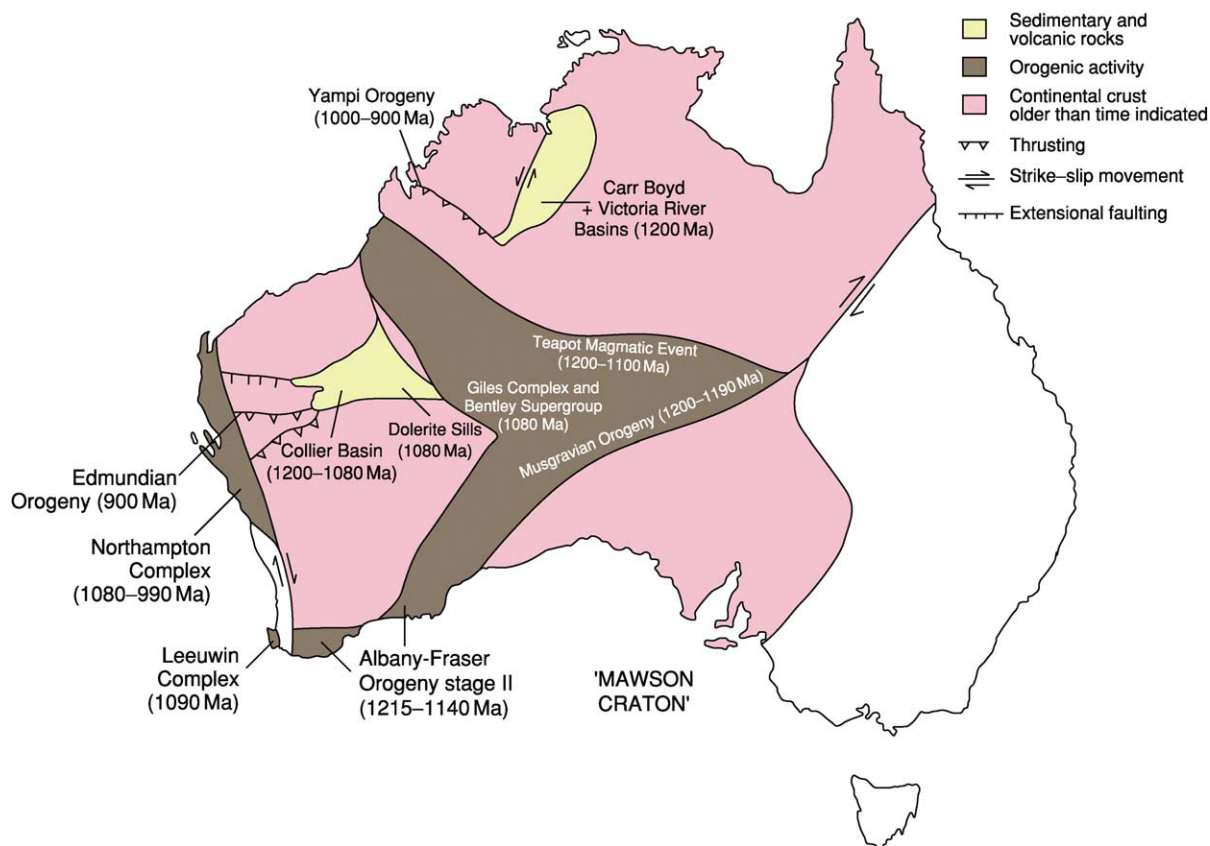 Sedimentary and
volcanic rocks
Orogenic activity
Continental crust
older than time indicated
Thrusting
Strike–slip movement
Extensional faulting
Yampi Orogeny
(1000–900 Ma)
Carr Boyd
+ Victoria River
Basins (1200 Ma)
Teapot Magmatic Event
(1200–1100 Ma)
Giles Complex and
Bentley Supergroup
(1080 Ma)
Musgravian Orogeny (1200–1190 Ma)
Dolerite Sills
(1080 Ma)
Collier Basin
(1200–1080 Ma)
Edmundian
Orogeny (900 Ma)
Northampton
Complex
(1080–990 Ma)
Leeuwin
Complex
(1090 Ma)
Albany-Fraser
Orogeny stage II
(1215–1140 Ma)
'MAWSON
CRATON'